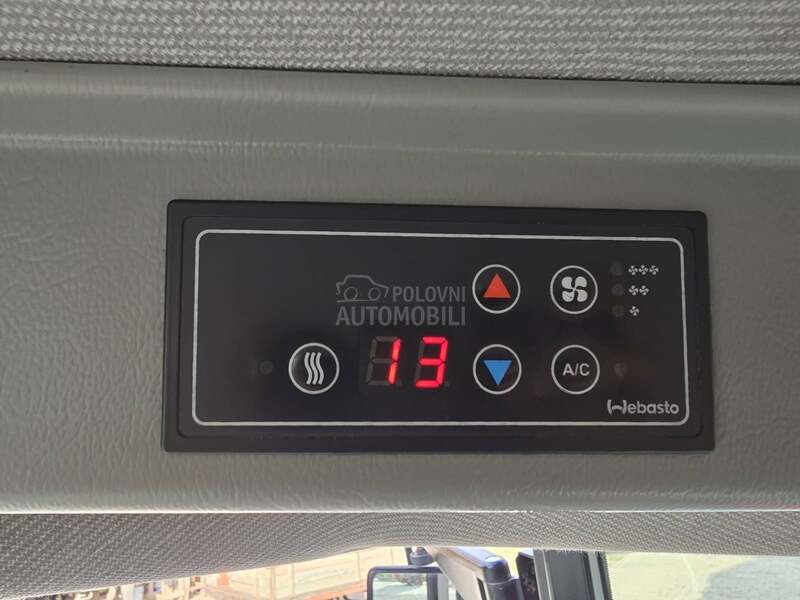 POLOVNI
AUTOMOBILI
13
A/C
Webasto